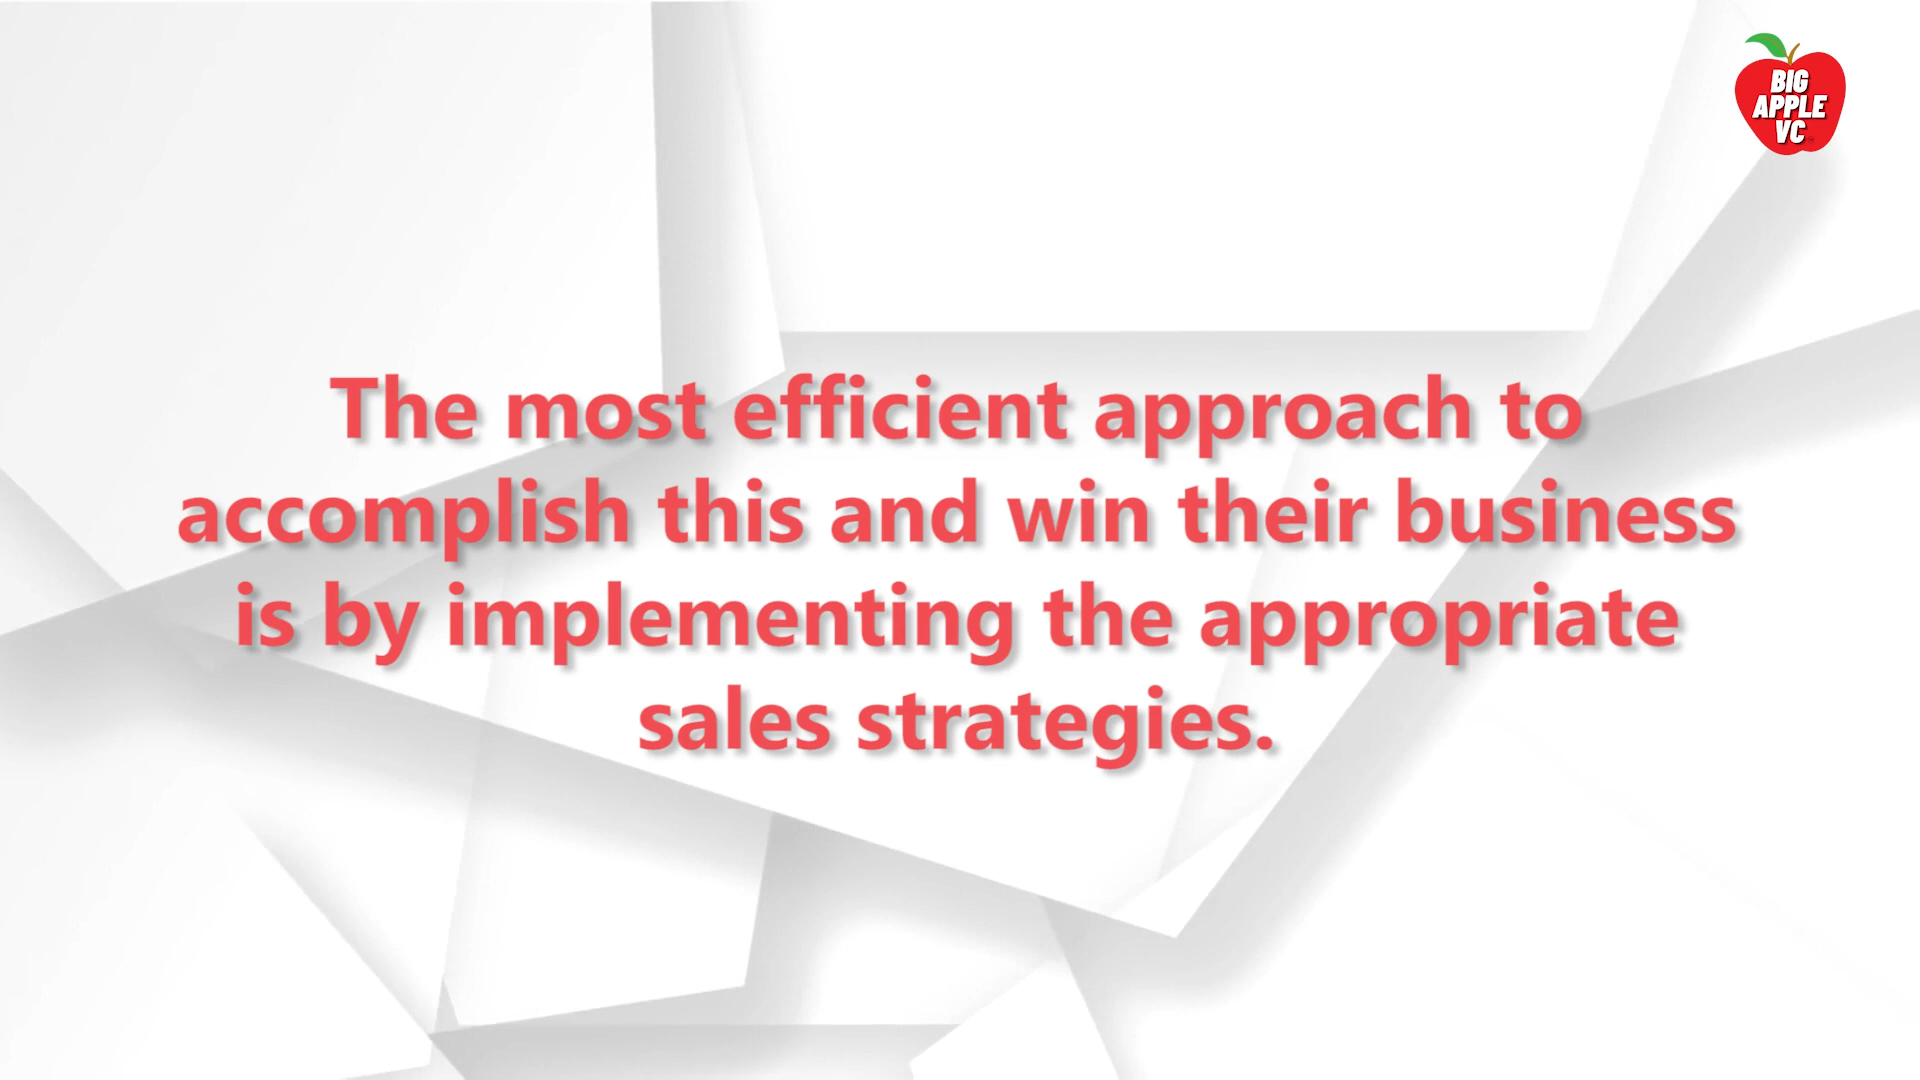 BIG
APPLE
VC
The most efficient approach to
accomplish this and win their business
is by implementing the appropriate
sales strategies.